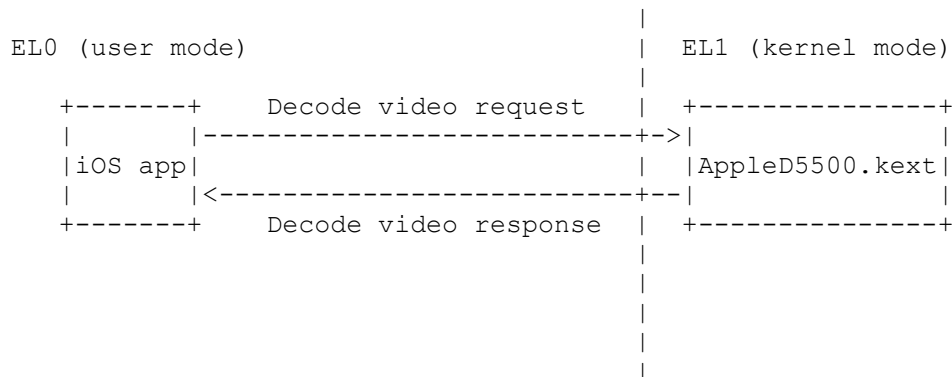 EL0 (user mode) EL1 (kernel mode)
Decode video request
iOS app AppleD5500.kext
Decode video response